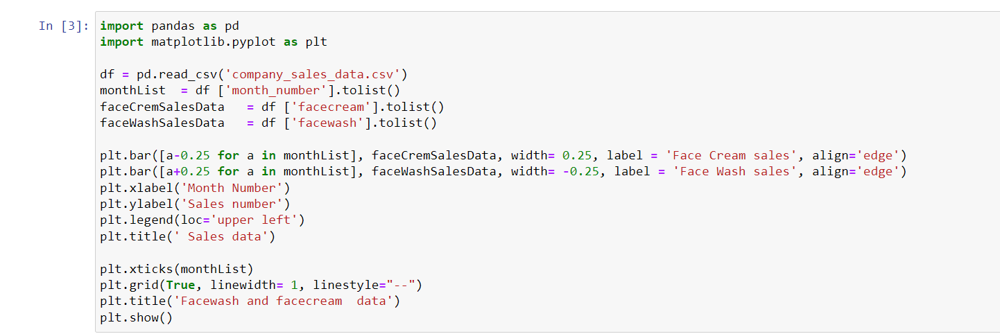 In [3]: import pandas as pd
import matplotlib.pyplot as plt
df = pd.read_csv('company_sales_data.csv')
monthList  = df ['month_number'].tolist()
faceCremSalesData   = df ['facecream'].tolist()
faceWashSalesData   = df ['facewash'].tolist()
plt.bar([a-0.25 for a in monthList], faceCremSalesData, width= 0.25, label = 'Face Cream sales', align='edge')
plt.bar([a+0.25 for a in monthList], faceWashSalesData, width= -0.25, label = 'Face Wash sales', align='edge')
plt.xlabel('Month Number')
plt.ylabel('Sales number')
plt.legend(loc='upper left')
plt.title(' Sales data')
plt.xticks(monthList)
plt.grid(True, linewidth= 1, linestyle="--")
plt.title('Facewash and facecream  data')
plt.show()